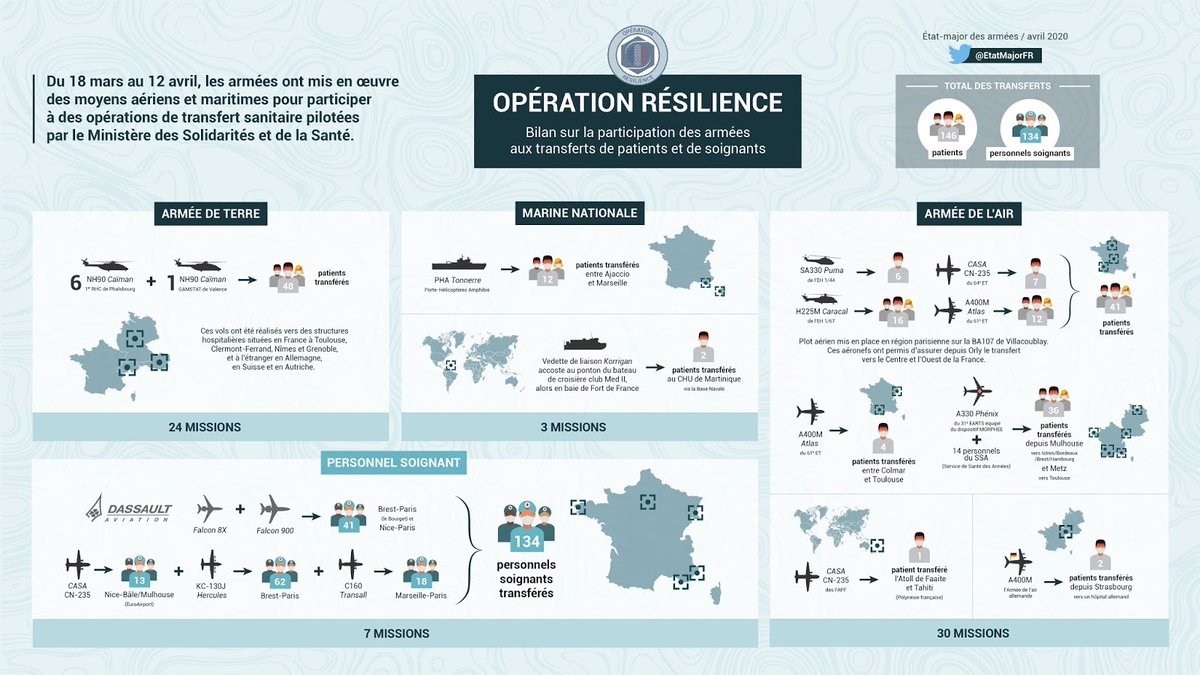 OPÉRATION
RÉSILIENCE
État-major des armées / avril 2020
@EtatMajorFR
Du 18 mars au 12 avril, les armées ont mis en œuvre
des moyens aériens et maritimes pour participer
à des opérations de transfert sanitaire pilotées
par le Ministère des Solidarités et de la Santé.
OPÉRATION RÉSILIENCE
Bilan sur la participation des armées
aux transferts de patients et de soignants
TOTAL DES TRANSFERTS
146
patients
134
personnels soignants
ARMÉE DE TERRE
6 NH90 Caïman
1er RHC de Phalsbourg
+
1 NH90 Caïman
GAMSTAT de Valence
48
patients
transférés
Ces vols ont été réalisés vers des structures
hospitalières situées en France à Toulouse,
Clermont-Ferrand, Nîmes et Grenoble,
et à l'étranger en Allemagne,
en Suisse et en Autriche.
24 MISSIONS
MARINE NATIONALE
PHA Tonnerre
Porte-Hélicoptères Amphibie
12
patients transférés
entre Ajaccio
et Marseille
Vedette de liaison Korrigan
accoste au ponton du bateau
de croisière club Med II,
alors en baie de Fort de France
2
patients transférés
au CHU de Martinique
via la Base Navale
3 MISSIONS
ARMÉE DE L'AIR
SA330 Puma
de l'EH 1/44
6
CASA
CN-235
du 64e ET
7
H225M Caracal
de l'EH 1/67
16
A400M
Atlas
du 61e ET
12
41
patients
transférés
Plot aérien mis en place en région parisienne sur la BA107 de Villacoublay.
Ces aéronefs ont permis d'assurer depuis Orly le transfert
vers le Centre et l'Ouest de la France.
A400M
Atlas
du 61e ET
4
patients transférés
entre Colmar
et Toulouse
A330 Phénix
du 31e EARTS équipé
du dispositif MORPHEE
+
14 personnels
du SSA
(Service de Santé des Armées)
36
patients
transférés
depuis Mulhouse
vers Istres/Bordeaux
/Brest/Hambourg
et Metz
vers Toulouse
CASA
CN-235
des FAPF
1
patient transféré
l'Atoll de Faaite
et Tahiti
(Polynésie française)
A400M
de l'Armée de l'air
allemande
2
patients transférés
depuis Strasbourg
vers un hôpital allemand
30 MISSIONS
PERSONNEL SOIGNANT
DASSAULT
AVIATION
Falcon 8X
+
Falcon 900
41
Brest-Paris
(le Bourget) et
Nice-Paris
CASA
CN-235
13
Nice-Bâle/Mulhouse
(EuroAirport)
+
KC-130J
Hercules
62
Brest-Paris
+
C160
Transall
18
Marseille-Paris
134
personnels
soignants
transférés
7 MISSIONS